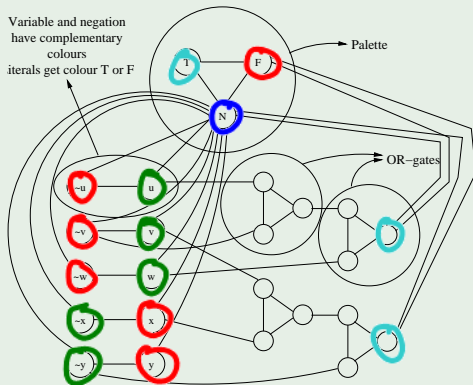 Variable and negation
have complementary
colours
iterals get colour T or F
Palette
T
F
N
OR-gates
~u
u
~v
v
~w
w
~x
x
~y
y